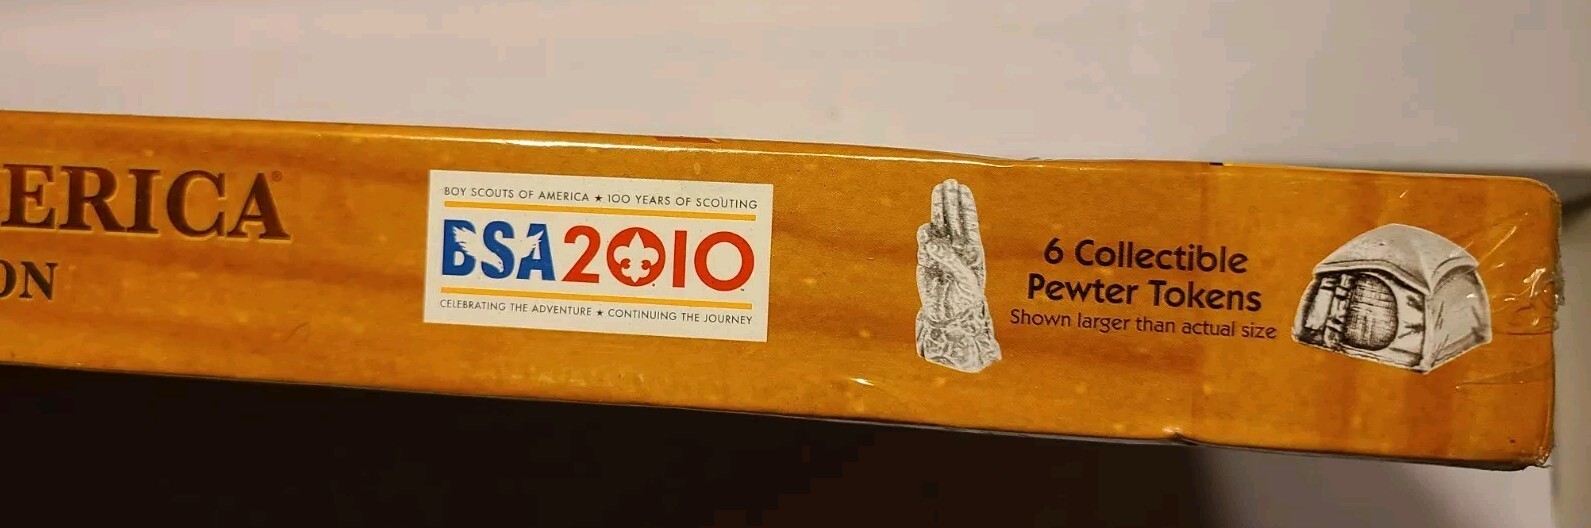 ERICA®
ON
BOY SCOUTS OF AMERICA ★ 100 YEARS OF SCOUTING
BSA2010
CELEBRATING THE ADVENTURE ★ CONTINUING THE JOURNEY
6 Collectible
Pewter Tokens
Shown larger than actual size